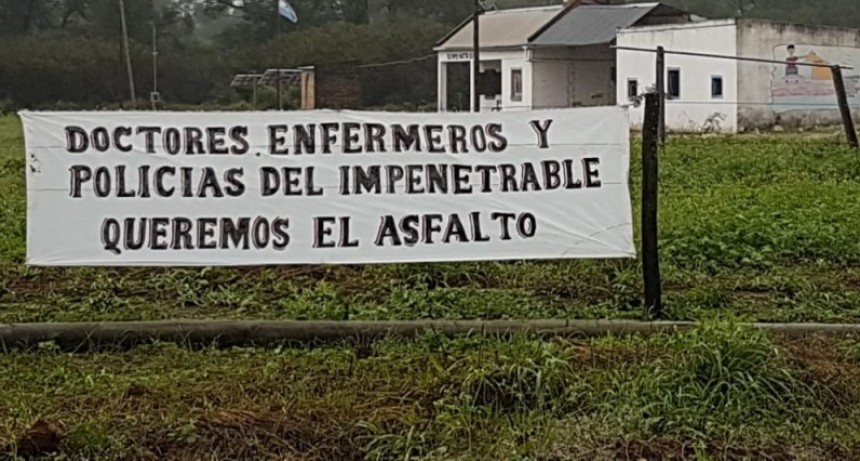 DOCTORES. ENFERMEROS Y
POLICIAS DEL IMPENETRABLE
QUEREMOS EL ASFALTO